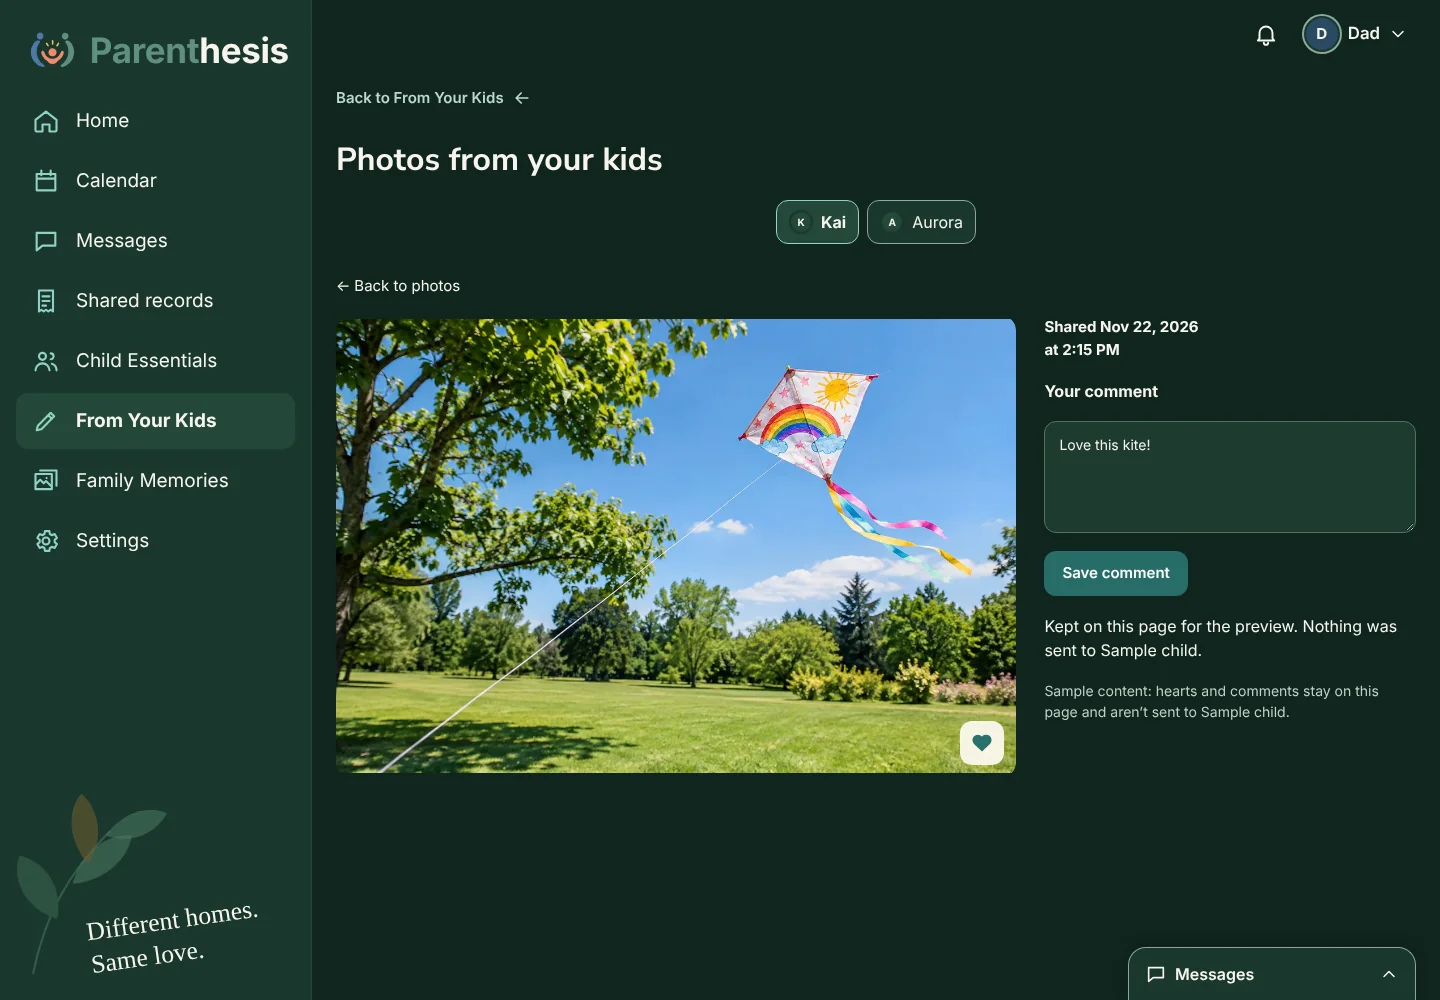 Parenthesis
Home
Calendar
Messages
Shared records
Child Essentials
From Your Kids
Family Memories
Settings
Different homes.
Same love.
D Dad
Back to From Your Kids ←
Photos from your kids
K Kai
A Aurora
← Back to photos
Shared Nov 22, 2026
at 2:15 PM
Your comment
Love this kite!
Save comment
Kept on this page for the preview. Nothing was
sent to Sample child.
Sample content: hearts and comments stay on this
page and aren’t sent to Sample child.
Messages